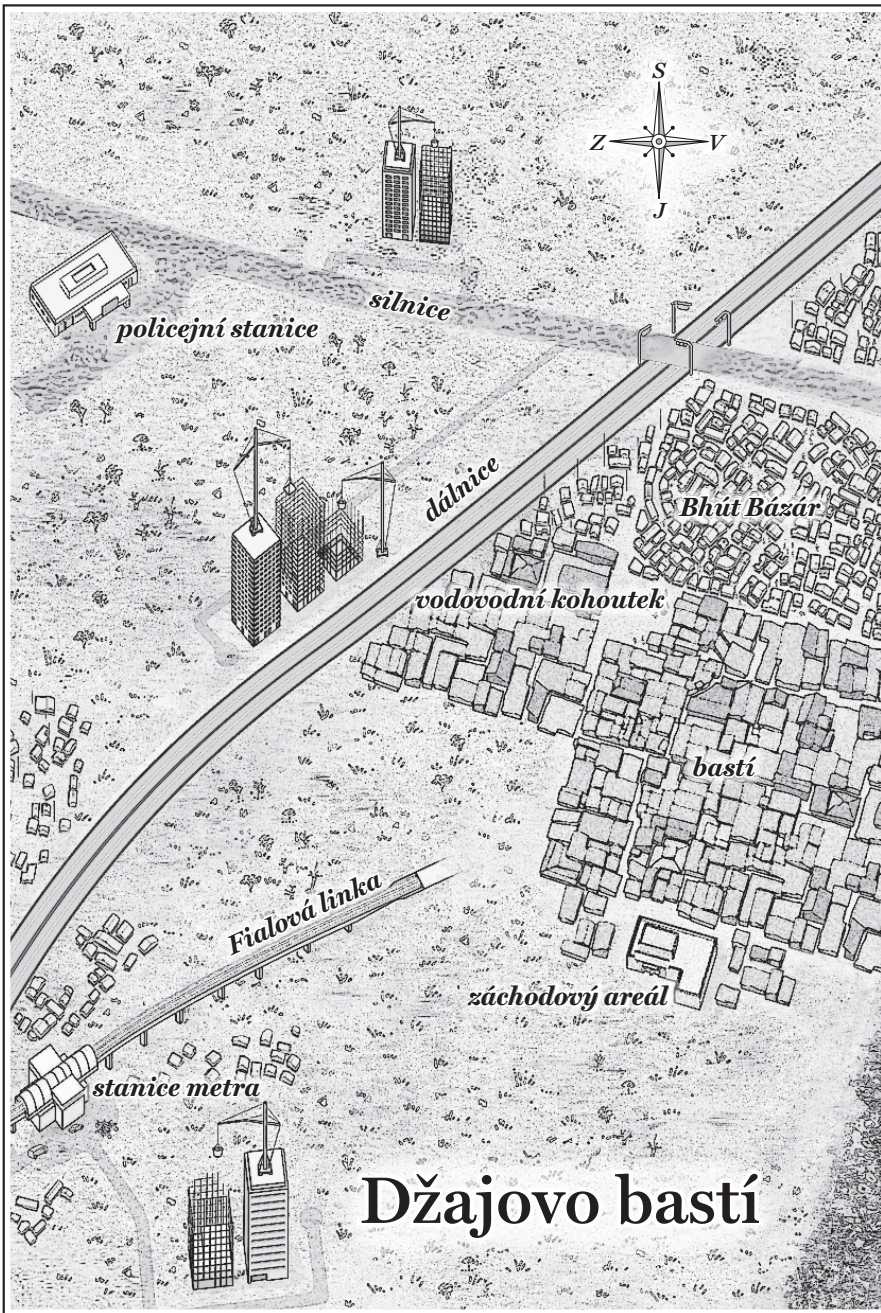 S
Z
V
J
silnice
policejní stanice
dálnice
Bhút Bázár
vodovodní kohoutek
bastí
Fialová linka
záchodový areál
stanice metra
Džajovo bastí